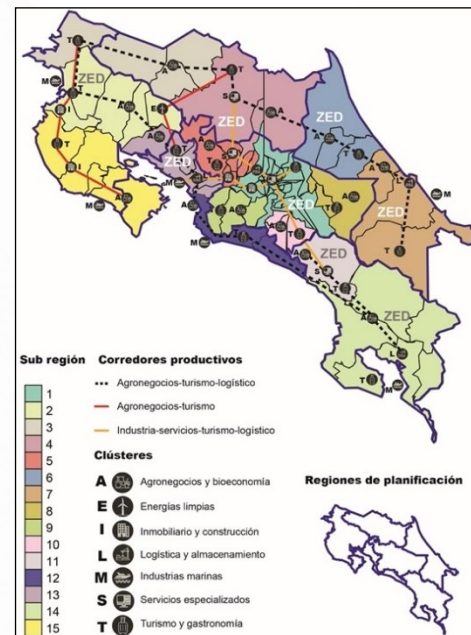 T
T
ZED
A
M
S
ZED
T
A
E
A
ZED
T
T
A
ZED
L
M
I
M
A
T
A
ZED
T
T
I
A
ZED
S
T
A
ZED
L
T
M
Sub región
1
2
3
4
5
6
7
8
9
10
11
12
13
14
15
Corredores productivos
Agronegocios-turismo-logístico
Agronegocios-turismo
Industria-servicios-turismo-logístico
Clústeres
A Agronegocios y bioeconomía
E Energías limpias
I Inmobiliario y construcción
L Logística y almacenamiento
M Industrias marinas
S Servicios especializados
T Turismo y gastronomía
Regiones de planificación